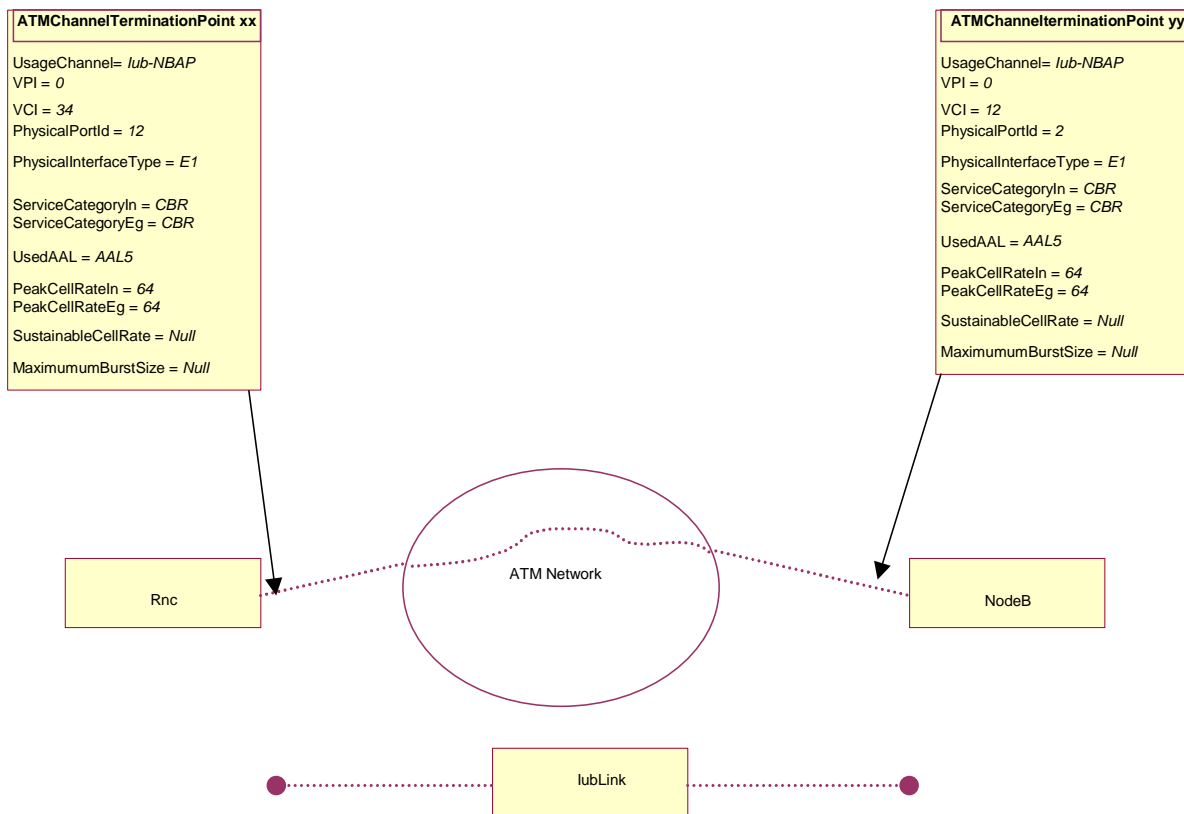 ATMChannelTerminationPoint xx
UsageChannel= Iub-NBAP
VPI = 0
VCI = 34
PhysicalPortId = 12
PhysicalInterfaceType = E1
ServiceCategoryIn = CBR
ServiceCategoryEg = CBR
UsedAAL = AAL5
PeakCellRateIn = 64
PeakCellRateEg = 64
SustainableCellRate = Null
MaximumumBurstSize = Null
ATMChannelterminationPoint yy
UsageChannel= Iub-NBAP
VPI = 0
VCI = 12
PhysicalPortId = 2
PhysicalInterfaceType = E1
ServiceCategoryIn = CBR
ServiceCategoryEg = CBR
UsedAAL = AAL5
PeakCellRateIn = 64
PeakCellRateEg = 64
SustainableCellRate = Null
MaximumumBurstSize = Null
Rnc
ATM Network
NodeB
IubLink